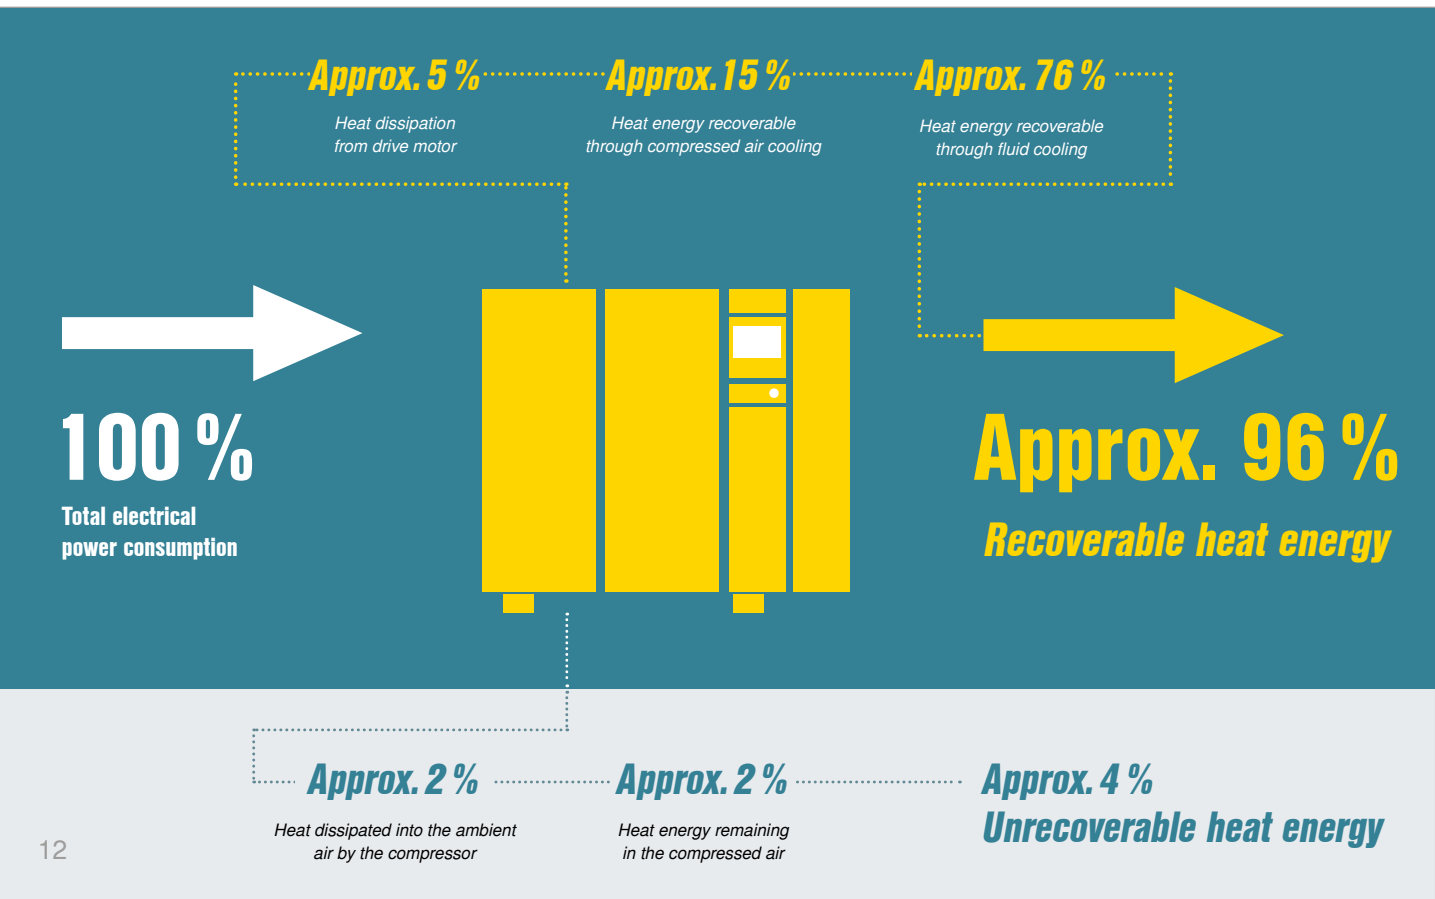 Approx. 5 %
Heat dissipation
from drive motor
Approx. 15 %
Heat energy recoverable
through compressed air cooling
Approx. 76 %
Heat energy recoverable
through fluid cooling
100 %
Total electrical
power consumption
Approx. 96 %
Recoverable heat energy
Approx. 2 %
Heat dissipated into the ambient
air by the compressor
Approx. 2 %
Heat energy remaining
in the compressed air
Approx. 4 %
Unrecoverable heat energy
12